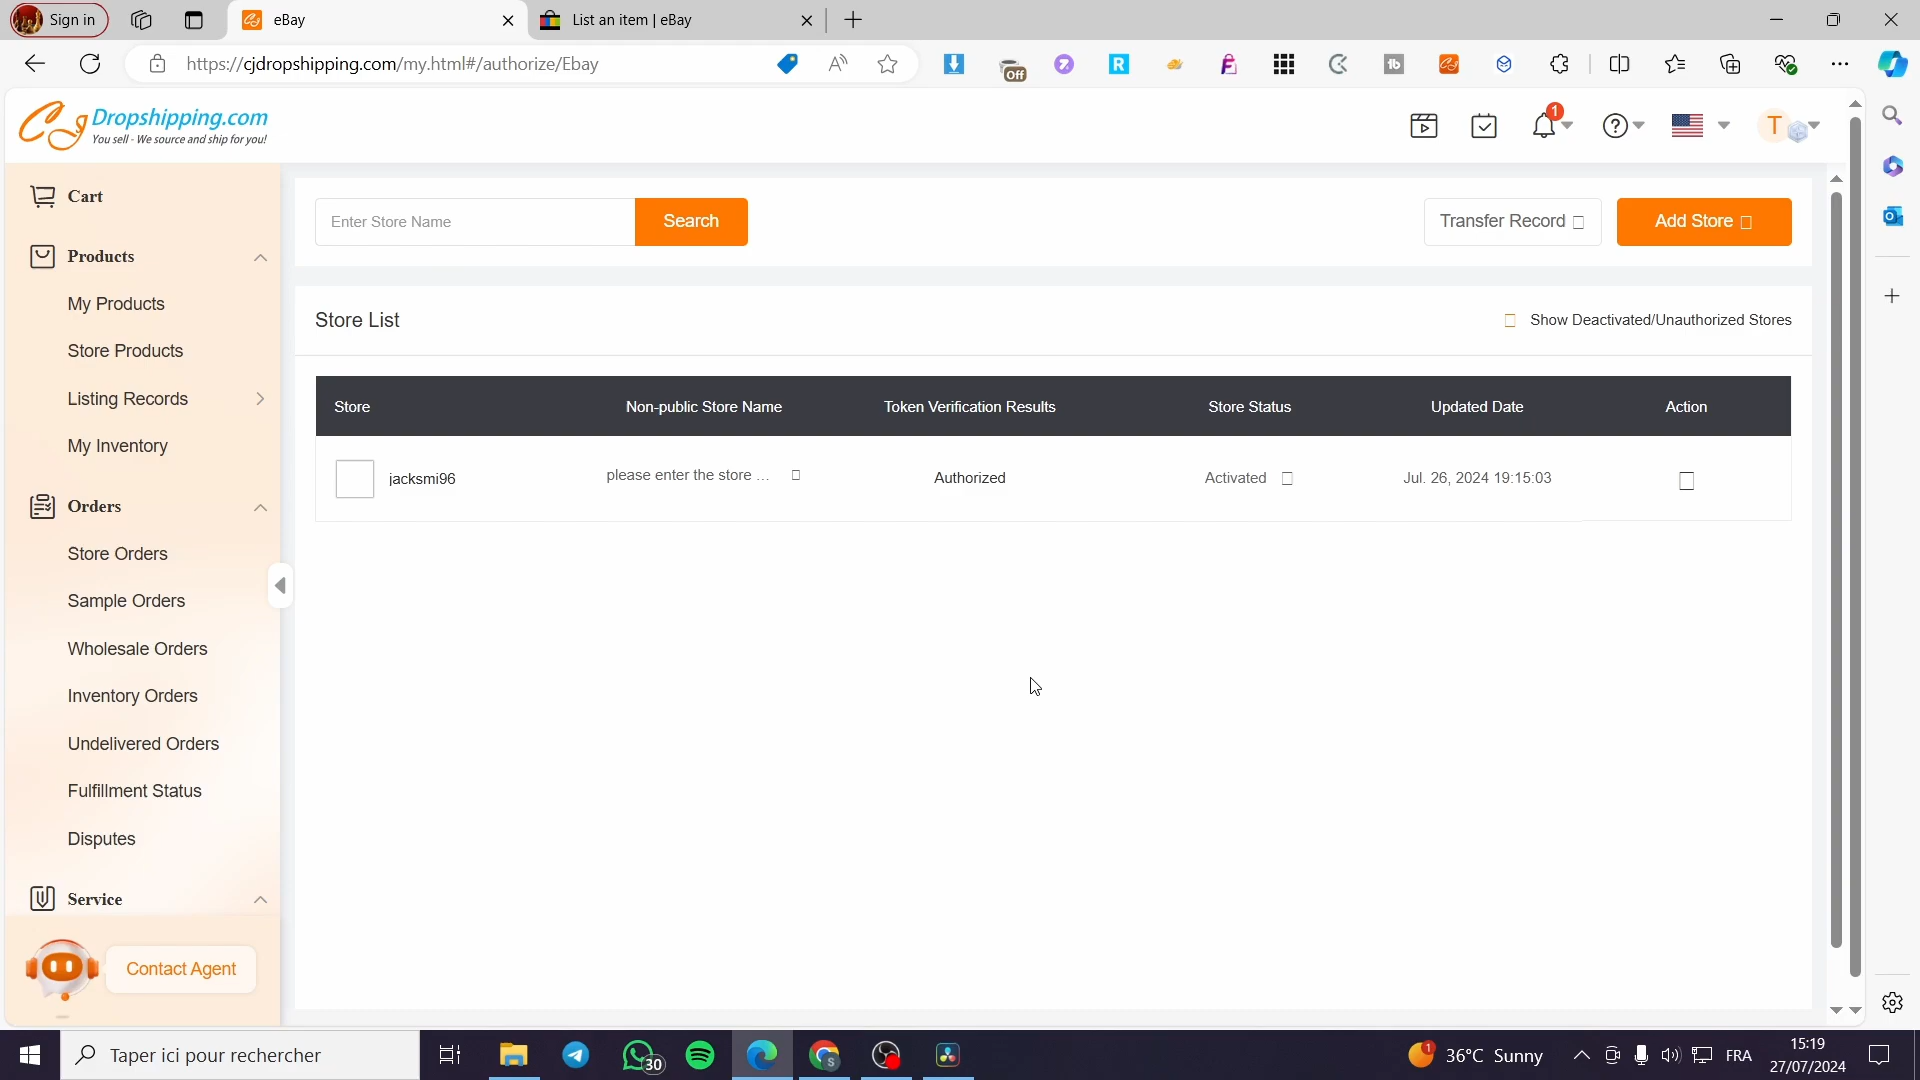 Sign in
eBay
List an item | eBay
https://cjdropshipping.com/my.html#/authorize/Ebay
Off
Dropshipping.com
You sell - We source and ship for you!
1
T
Cart
Products
My Products
Store Products
Listing Records
My Inventory
Orders
Store Orders
Sample Orders
Wholesale Orders
Inventory Orders
Undelivered Orders
Fulfillment Status
Disputes
Service
Contact Agent
Enter Store Name
Search
Transfer Record
Add Store
Store List
Show Deactivated/Unauthorized Stores
Store Non-public Store Name Token Verification Results Store Status Updated Date Action
jacksmi96 please enter the store ... Authorized Activated Jul. 26, 2024 19:15:03
Taper ici pour rechercher
30
1
36°C Sunny
FRA
15:19
27/07/2024